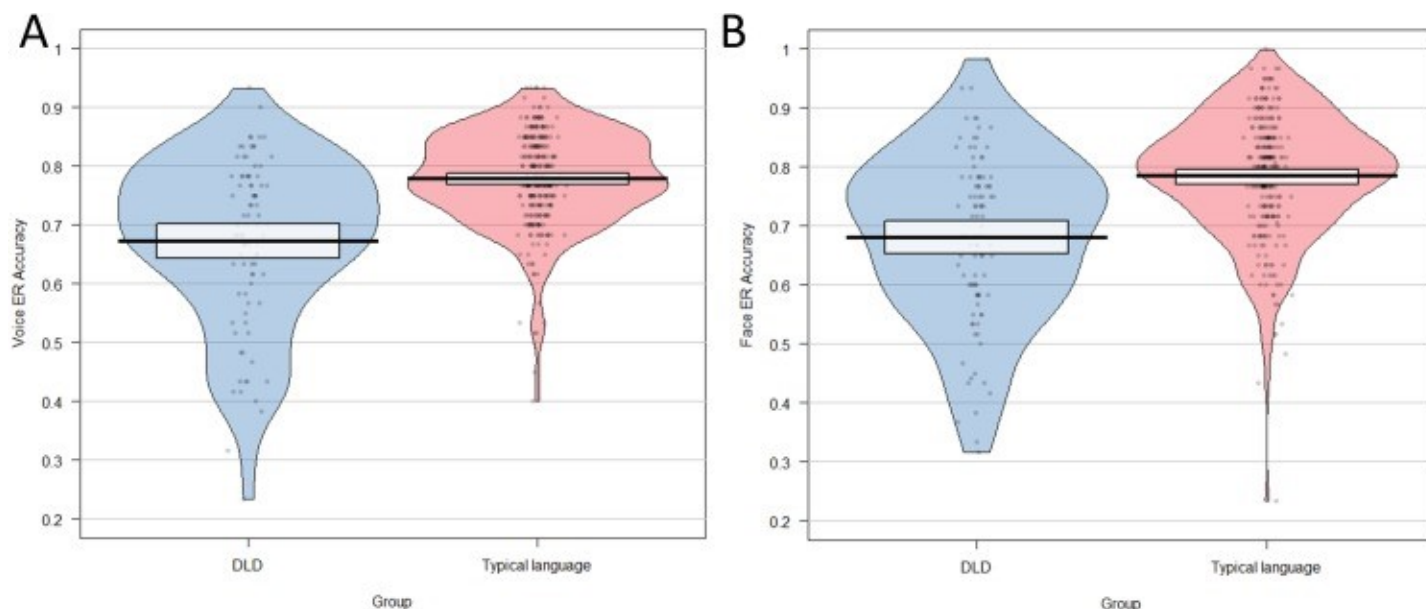 A
1
0.9
0.8
0.7
0.6
0.5
0.4
0.3
0.2
Voice ER Accuracy
DLD
Typical language
Group
B
1
0.9
0.8
0.7
0.6
0.5
0.4
0.3
0.2
Face ER Accuracy
DLD
Typical language
Group